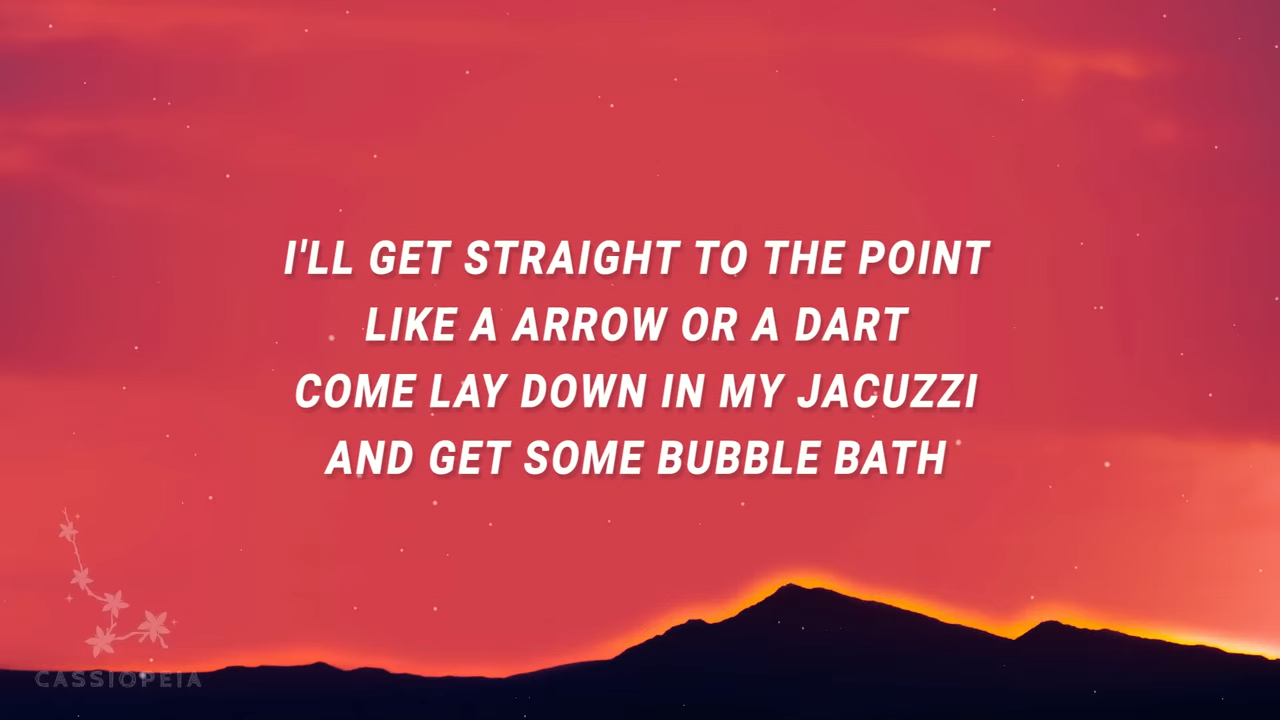 I'LL GET STRAIGHT TO THE POINT
LIKE A ARROW OR A DART
COME LAY DOWN IN MY JACUZZI
AND GET SOME BUBBLE BATH
CASSIOPEIA